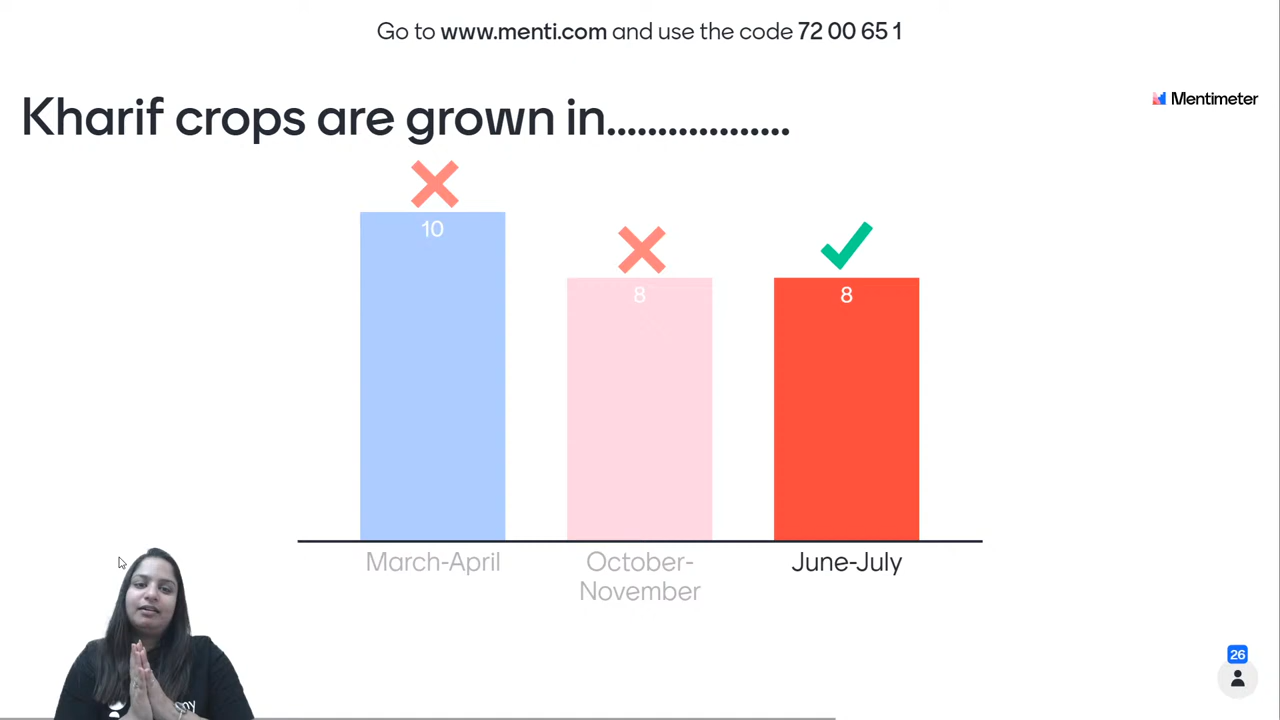 Go to www.menti.com and use the code 72 00 65 1
Mentimeter
Kharif crops are grown in..................
10
8
8
March-April
October-
November
June-July
26